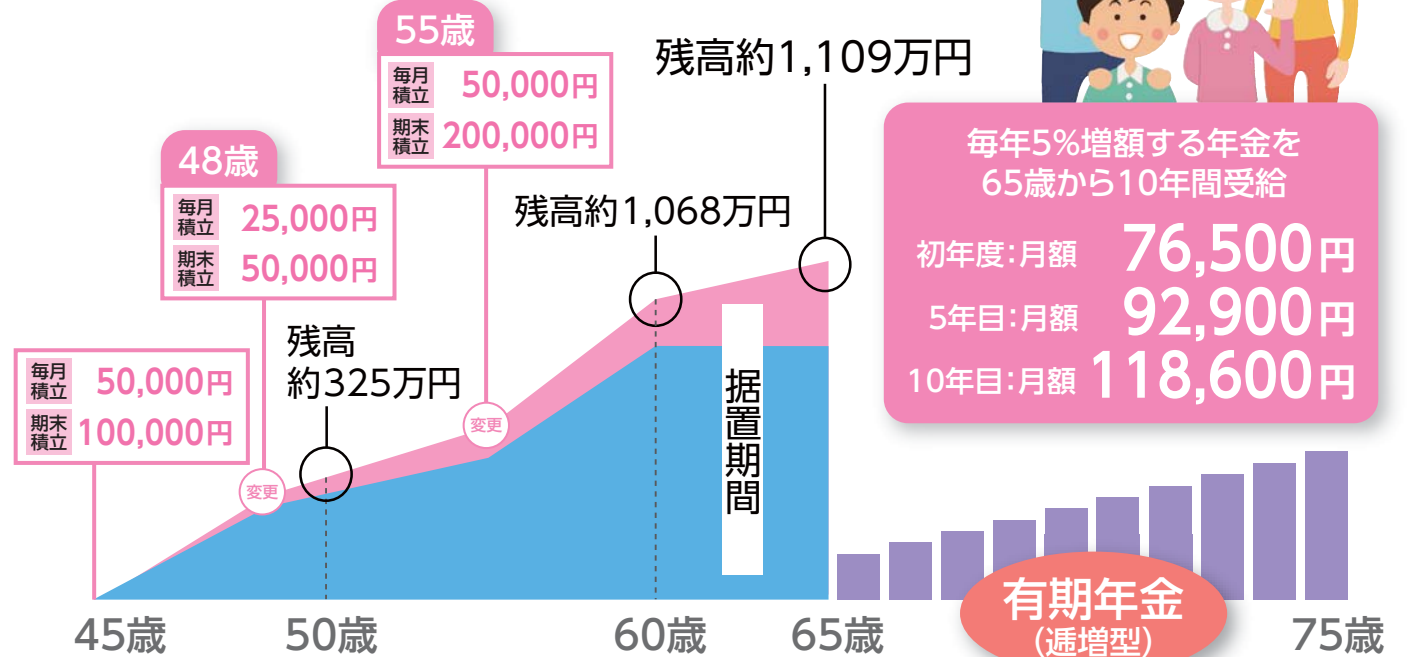 55歳
毎月積立 50,000円
期末積立 200,000円
残高約1,109万円
48歳
毎月積立 25,000円
期末積立 50,000円
残高約1,068万円
毎年5%増額する年金を
65歳から10年間受給
初年度:月額 76,500円
5年目:月額 92,900円
10年目:月額 118,600円
毎月積立 50,000円
期末積立 100,000円
残高
約325万円
変更
変更
据置期間
有期年金
(逓増型)
45歳 50歳 60歳 65歳 75歳